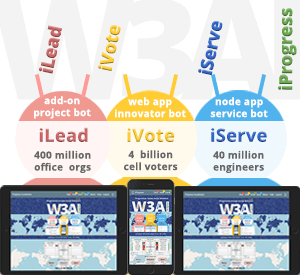 W3AI
iLead
iVote
iServe
iProgress
add-on
project bot
iLead
400 million
office orgs
web app
innovator bot
iVote
4 billion
cell voters
node app
service bot
iServe
40 million
engineers
W3AI
W3AI
W3AI